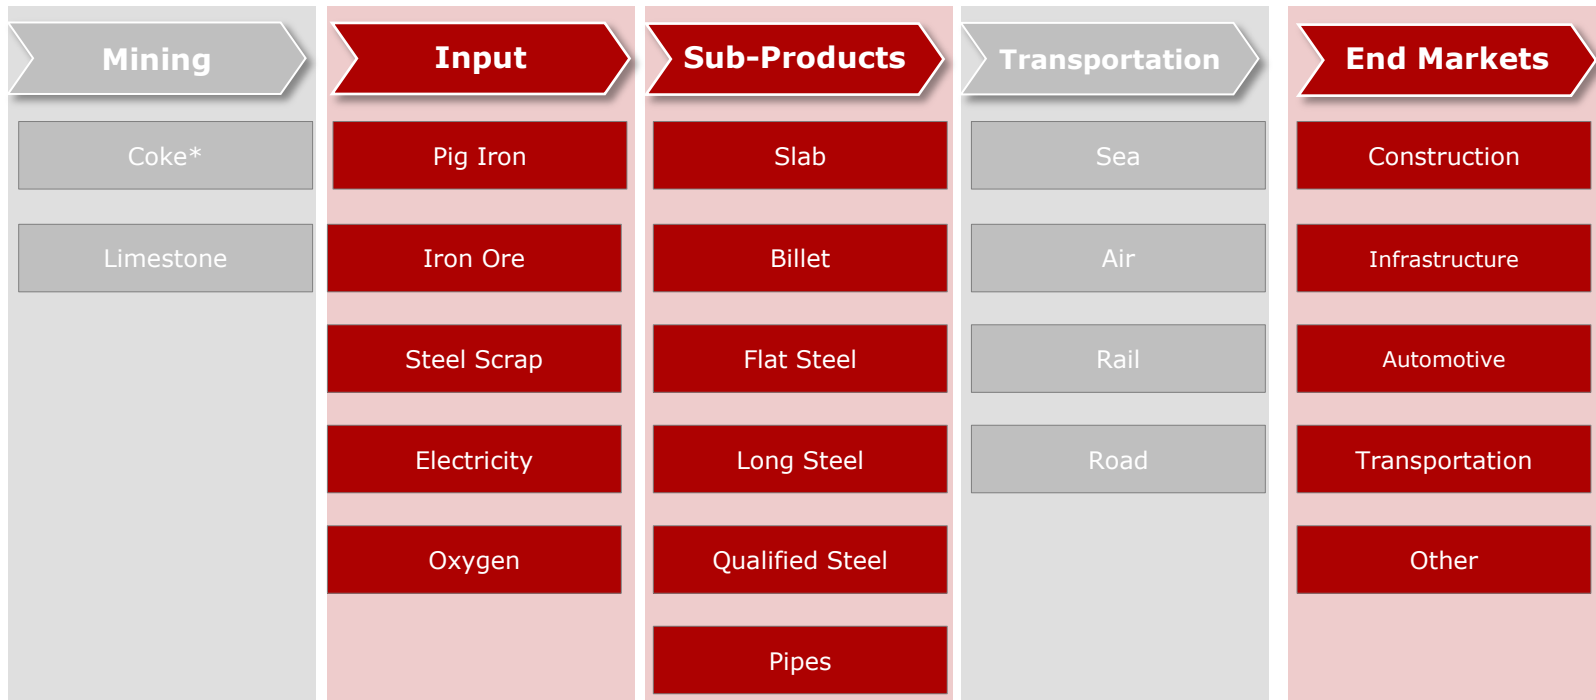 Mining
Input
Sub-Products
Transportation
End Markets
Coke*
Pig Iron
Slab
Sea
Construction
Limestone
Iron Ore
Billet
Air
Infrastructure
Steel Scrap
Flat Steel
Rail
Automotive
Electricity
Long Steel
Road
Transportation
Oxygen
Qualified Steel
Other
Pipes